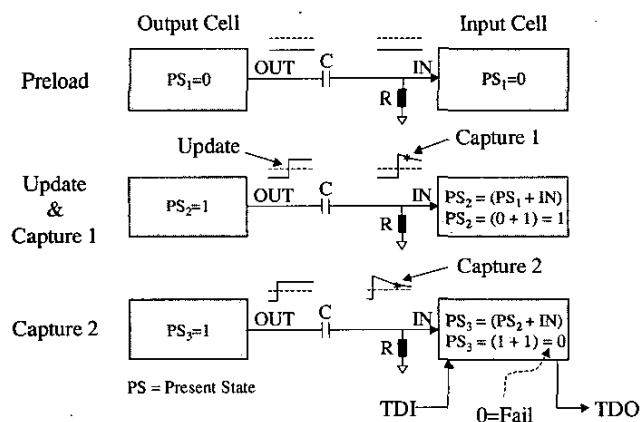 Output Cell
Input Cell
Preload
PS₁=0
OUT
C
IN
R
PS₁=0
Update
Capture 1
Update
&
Capture 1
PS₂=1
OUT
C
IN
R
PS₂ = (PS₁ + IN)
PS₂ = (0 + 1) = 1
Capture 2
Capture 2
PS₃=1
OUT
C
IN
R
PS₃ = (PS₂ + IN)
PS₃ = (1 + 1) = 0
PS = Present State
TDI
0=Fail
TDO